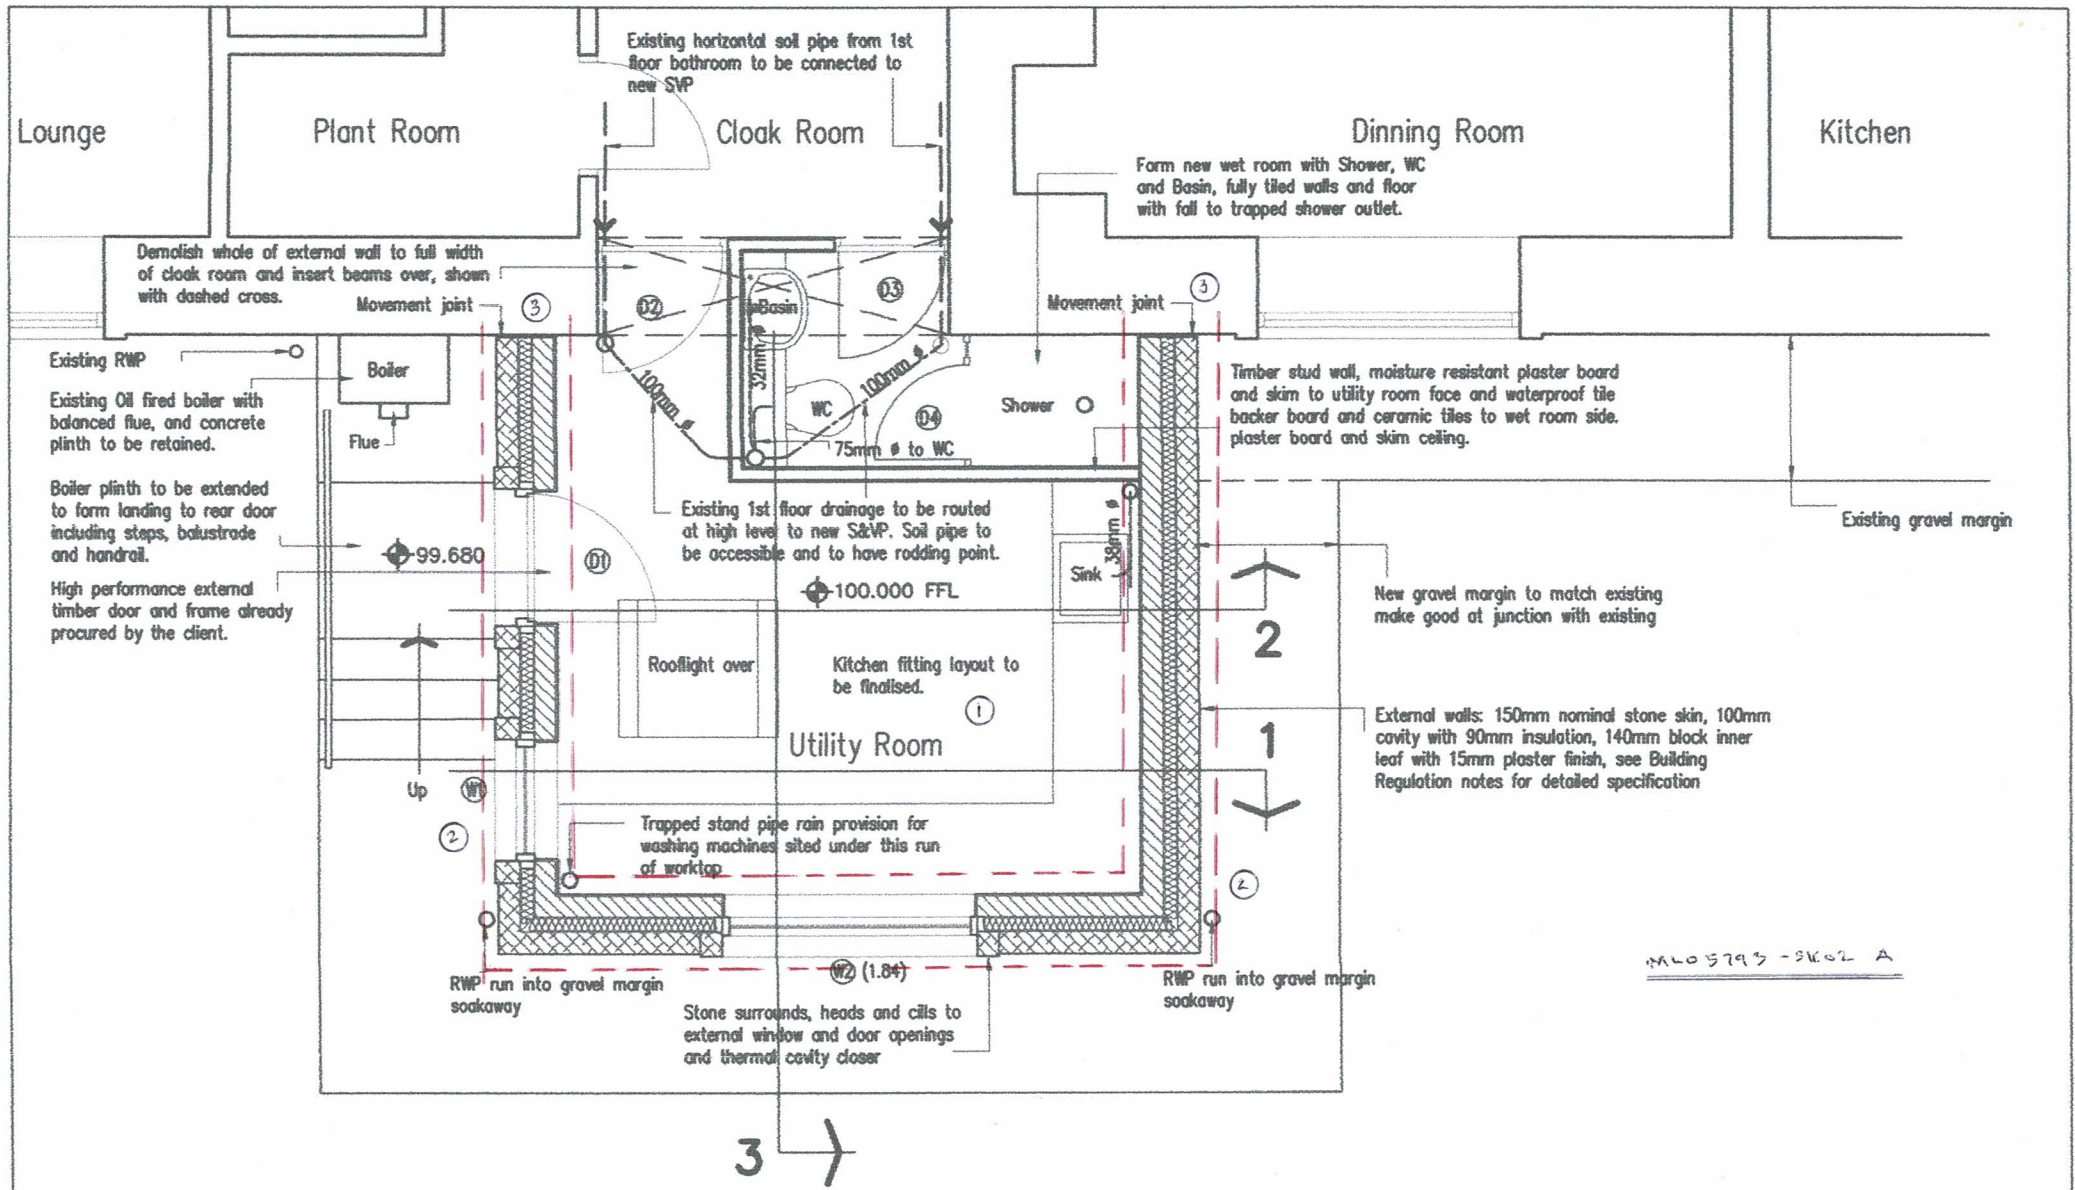 Existing horizontal soil pipe from 1st
floor bathroom to be connected to
new SVP
Lounge
Plant Room
Cloak Room
Dinning Room
Kitchen
Form new wet room with Shower, WC
and Basin, fully tiled walls and floor
with fall to trapped shower outlet.
Demolish whole of external wall to full width
of cloak room and insert beams over, shown
with dashed cross.
Movement joint
3
D2
Basin
D3
Movement joint
3
Existing RWP
Boiler
Existing Oil fired boiler with
balanced flue, and concrete
plinth to be retained.
Flue
100mm ø
32mm ø
100mm ø
WC
D4
Shower
75mm ø to WC
Timber stud wall, moisture resistant plaster board
and skim to utility room face and waterproof tile
backer board and ceramic tiles to wet room side.
plaster board and skim ceiling.
Boiler plinth to be extended
to form landing to rear door
including steps, balustrade
and handrail.
99.680
D1
Existing 1st floor drainage to be routed
at high level to new S&VP. Soil pipe to
be accessible and to have rodding point.
38mm ø
Sink
Existing gravel margin
High performance external
timber door and frame already
procured by the client.
100.000 FFL
New gravel margin to match existing
make good at junction with existing
2
Rooflight over
Kitchen fitting layout to
be finalised.
1
Utility Room
1
External walls: 150mm nominal stone skin, 100mm
cavity with 90mm insulation, 140mm block inner
leaf with 15mm plaster finish, see Building
Regulation notes for detailed specification
Up
W1
2
Trapped stand pipe rain provision for
washing machines sited under this run
of worktop
2
RWP run into gravel margin
soakaway
W2 (1.84)
RWP run into gravel margin
soakaway
Stone surrounds, heads and cills to
external window and door openings
and thermal cavity closer
ML05793-SK02 A
3